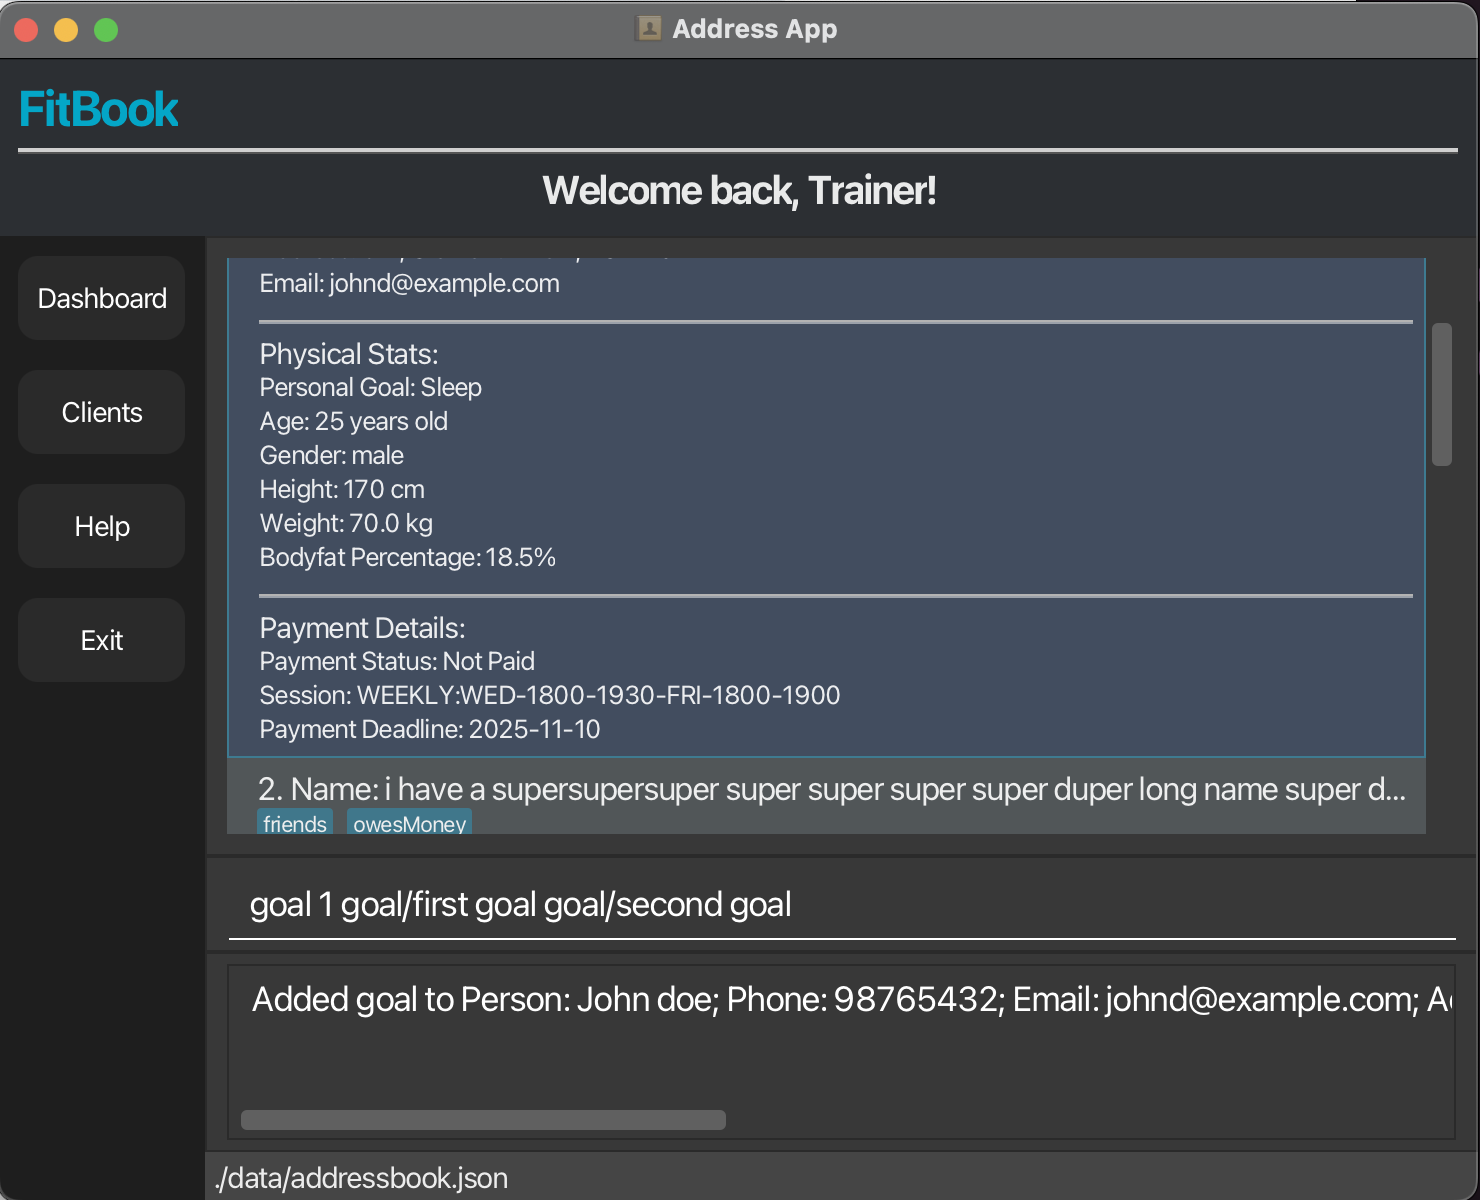 Address App
FitBook
Welcome back, Trainer!
Dashboard
Clients
Help
Exit
Email: johnd@example.com
Physical Stats:
Personal Goal: Sleep
Age: 25 years old
Gender: male
Height: 170 cm
Weight: 70.0 kg
Bodyfat Percentage: 18.5%
Payment Details:
Payment Status: Not Paid
Session: WEEKLY:WED-1800-1930-FRI-1800-1900
Payment Deadline: 2025-11-10
2. Name: i have a supersupersuper super super super super duper long name super d...
friends owesMoney
goal 1 goal/first goal goal/second goal
Added goal to Person: John doe; Phone: 98765432; Email: johnd@example.com;
./data/addressbook.json